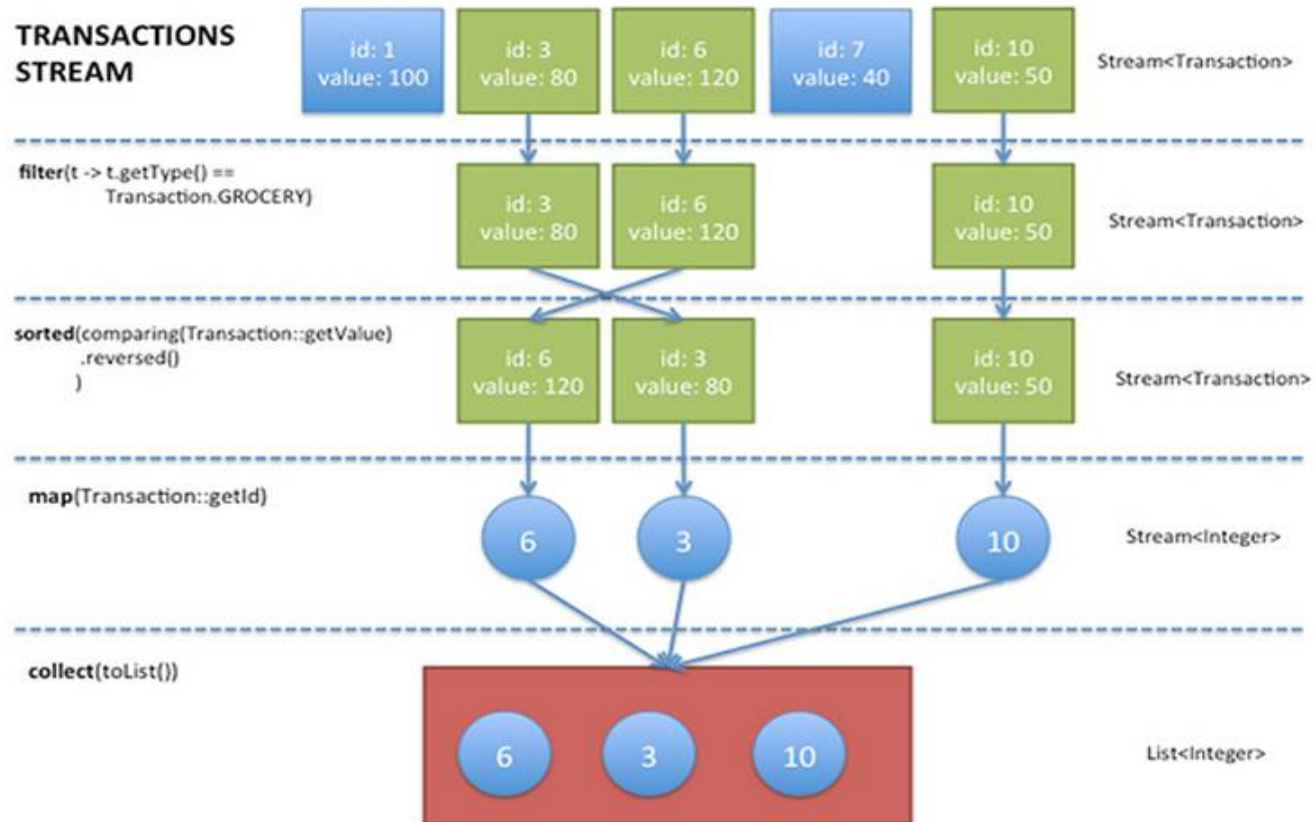 TRANSACTIONS
STREAM
id: 1
value: 100
id: 3
value: 80
id: 6
value: 120
id: 7
value: 40
id: 10
value: 50
Stream<Transaction>
filter(t -> t.getType() ==
Transaction.GROCERY)
id: 3
value: 80
id: 6
value: 120
id: 10
value: 50
Stream<Transaction>
sorted(comparing(Transaction::getValue)
.reversed()
)
id: 6
value: 120
id: 3
value: 80
id: 10
value: 50
Stream<Transaction>
map(Transaction::getId)
6
3
10
Stream<Integer>
collect(toList())
6
3
10
List<Integer>